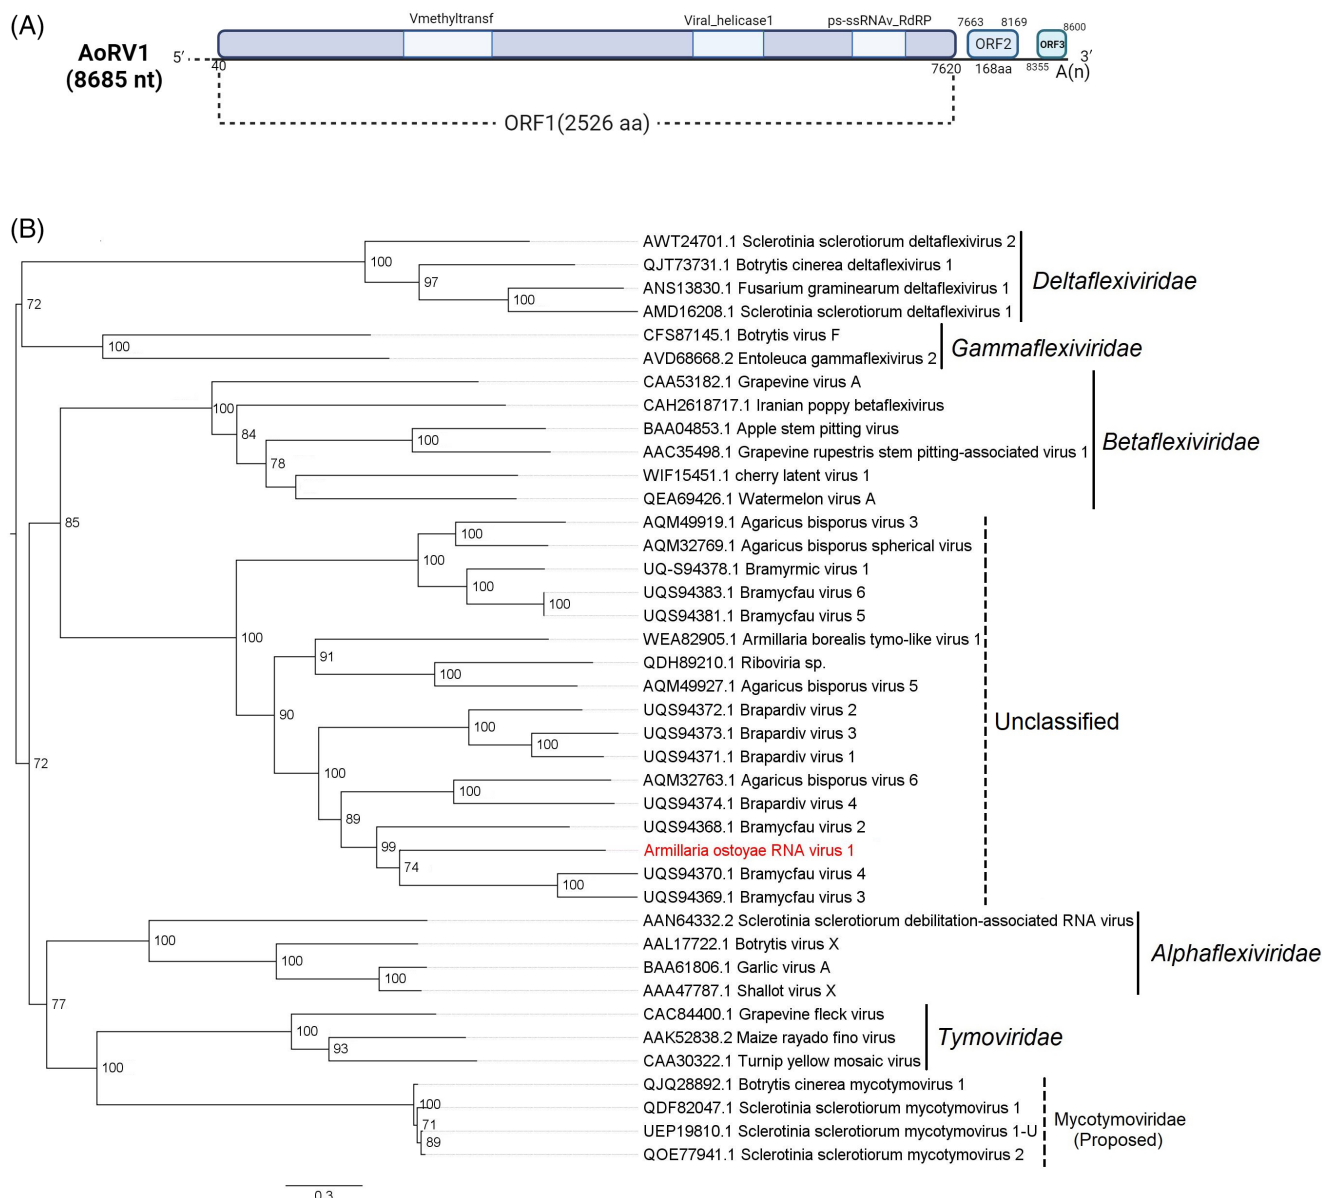 (A)
Vmethyltransf
Viral_helicase1
ps-ssRNAv_RdRP
7663
8169
8600
AoRV1
(8685 nt)
5′
ORF2
ORF3
3′
40
7620
168aa
8355
A(n)
ORF1(2526 aa)
(B)
AWT24701.1 Sclerotinia sclerotiorum deltaflexivirus 2
100
QJT73731.1 Botrytis cinerea deltaflexivirus 1
97
Deltaflexiviridae
ANS13830.1 Fusarium graminearum deltaflexivirus 1
100
72
AMD16208.1 Sclerotinia sclerotiorum deltaflexivirus 1
CFS87145.1 Botrytis virus F
100
Gammaflexiviridae
AVD68668.2 Entoleuca gammaflexivirus 2
CAA53182.1 Grapevine virus A
100
CAH2618717.1 Iranian poppy betaflexivirus
84
BAA04853.1 Apple stem pitting virus
100
Betaflexiviridae
AAC35498.1 Grapevine rupestris stem pitting-associated virus 1
78
WIF15451.1 cherry latent virus 1
QEA69426.1 Watermelon virus A
85
AQM49919.1 Agaricus bisporus virus 3
100
AQM32769.1 Agaricus bisporus spherical virus
100
UQ-S94378.1 Bramyrmic virus 1
100
UQS94383.1 Bramycfau virus 6
100
UQS94381.1 Bramycfau virus 5
100
WEA82905.1 Armillaria borealis tymo-like virus 1
91
QDH89210.1 Riboviria sp.
100
AQM49927.1 Agaricus bisporus virus 5
90
UQS94372.1 Brapardiv virus 2
100
Unclassified
UQS94373.1 Brapardiv virus 3
100
UQS94371.1 Brapardiv virus 1
72
100
AQM32763.1 Agaricus bisporus virus 6
100
UQS94374.1 Brapardiv virus 4
89
UQS94368.1 Bramycfau virus 2
99
Armillaria ostoyae RNA virus 1
74
UQS94370.1 Bramycfau virus 4
100
UQS94369.1 Bramycfau virus 3
AAN64332.2 Sclerotinia sclerotiorum debilitation-associated RNA virus
100
AAL17722.1 Botrytis virus X
100
Alphaflexiviridae
BAA61806.1 Garlic virus A
100
AAA47787.1 Shallot virus X
77
CAC84400.1 Grapevine fleck virus
100
AAK52838.2 Maize rayado fino virus
93
Tymoviridae
CAA30322.1 Turnip yellow mosaic virus
100
QJQ28892.1 Botrytis cinerea mycotymovirus 1
100
QDF82047.1 Sclerotinia sclerotiorum mycotymovirus 1
71
Mycotymoviridae
(Proposed)
UEP19810.1 Sclerotinia sclerotiorum mycotymovirus 1-U
89
QOE77941.1 Sclerotinia sclerotiorum mycotymovirus 2
0.3